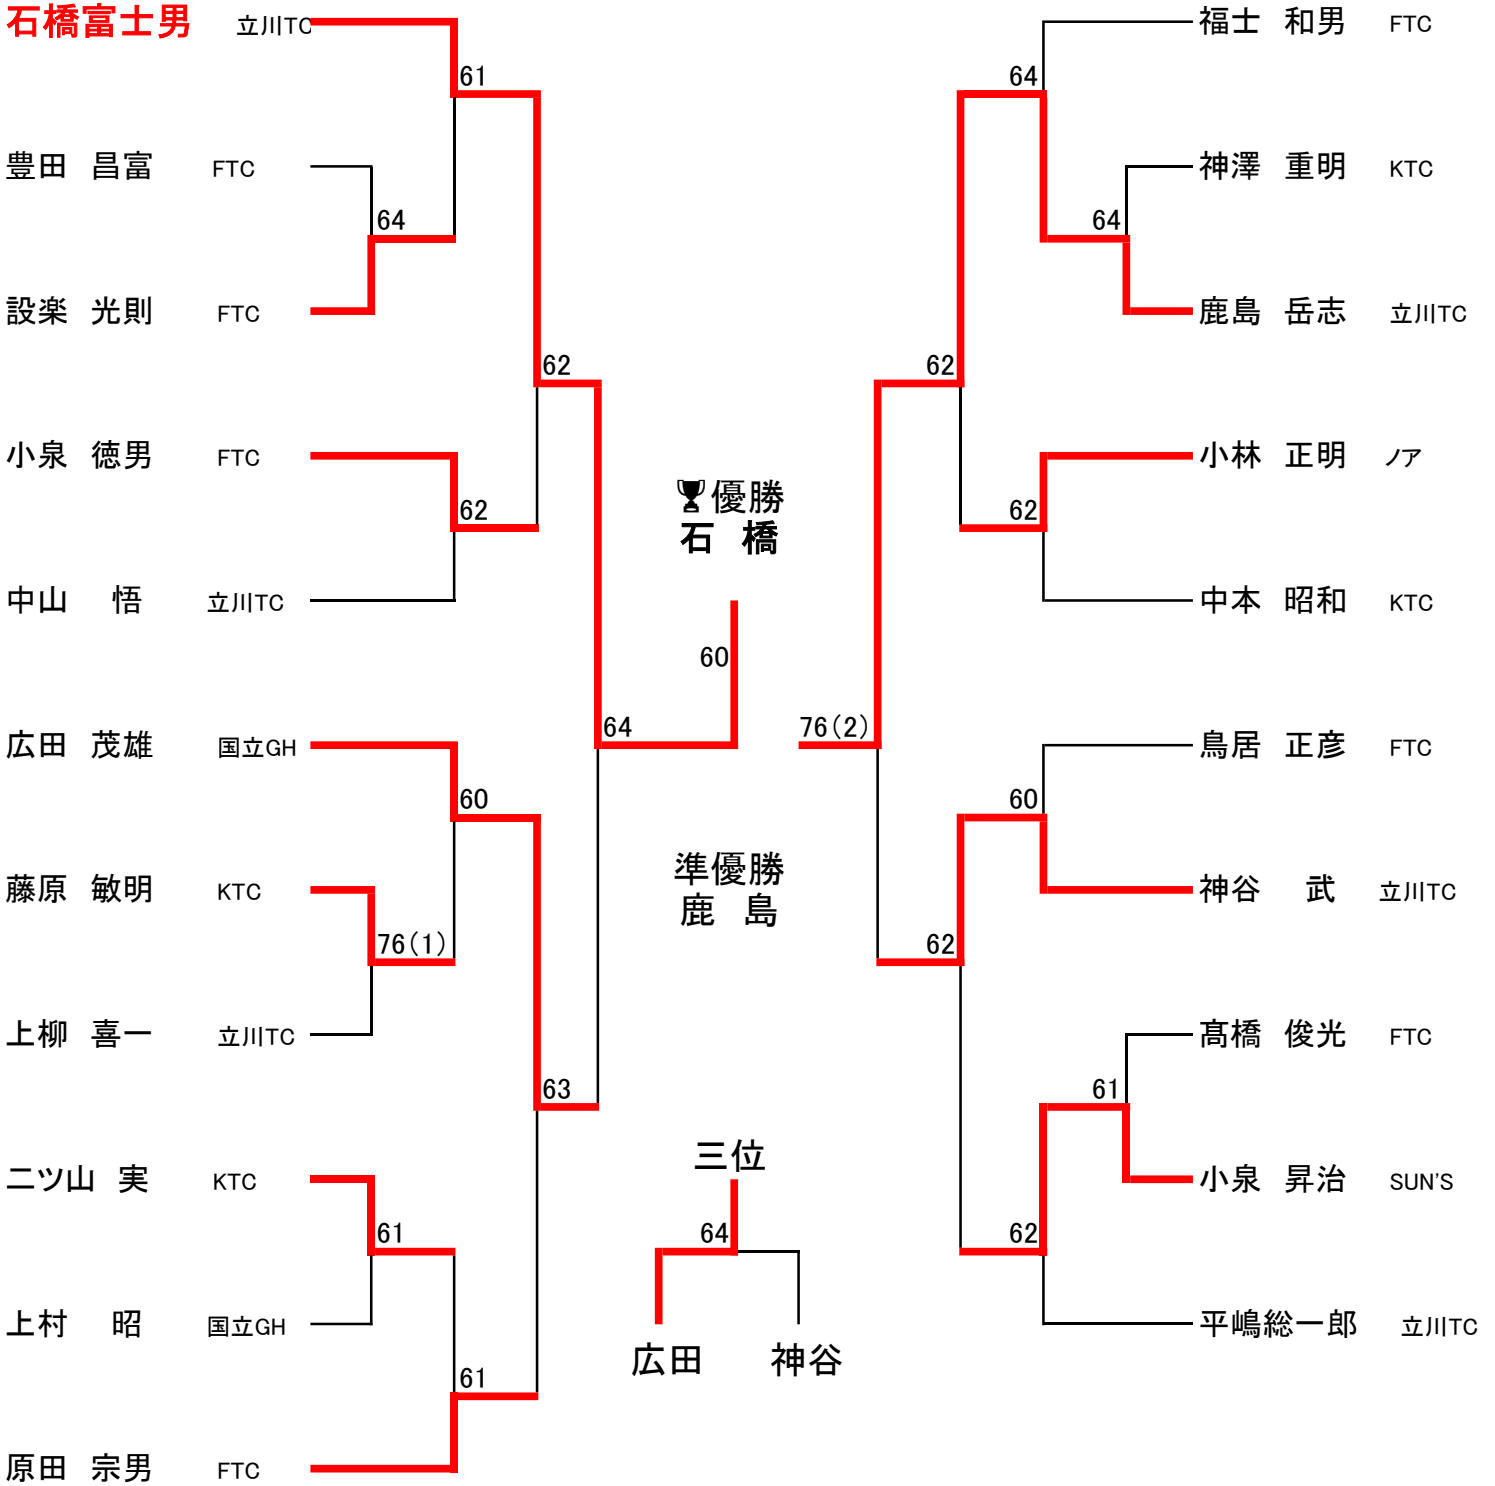 石橋富士男 立川TC
61
豊田 昌富 FTC
64
設楽 光則 FTC
62
小泉 徳男 FTC
62
中山 悟 立川TC
64
広田 茂雄 国立GH
60
藤原 敏明 KTC
76(1)
上柳 喜一 立川TC
63
二ツ山 実 KTC
61
上村 昭 国立GH
61
原田 宗男 FTC
優勝
石 橋
60
準優勝
鹿 島
三位
64
広田 神谷
福士 和男 FTC
64
神澤 重明 KTC
64
鹿島 岳志 立川TC
62
小林 正明 ノア
62
中本 昭和 KTC
76(2)
鳥居 正彦 FTC
60
神谷 武 立川TC
62
髙橋 俊光 FTC
61
小泉 昇治 SUN'S
62
平嶋総一郎 立川TC